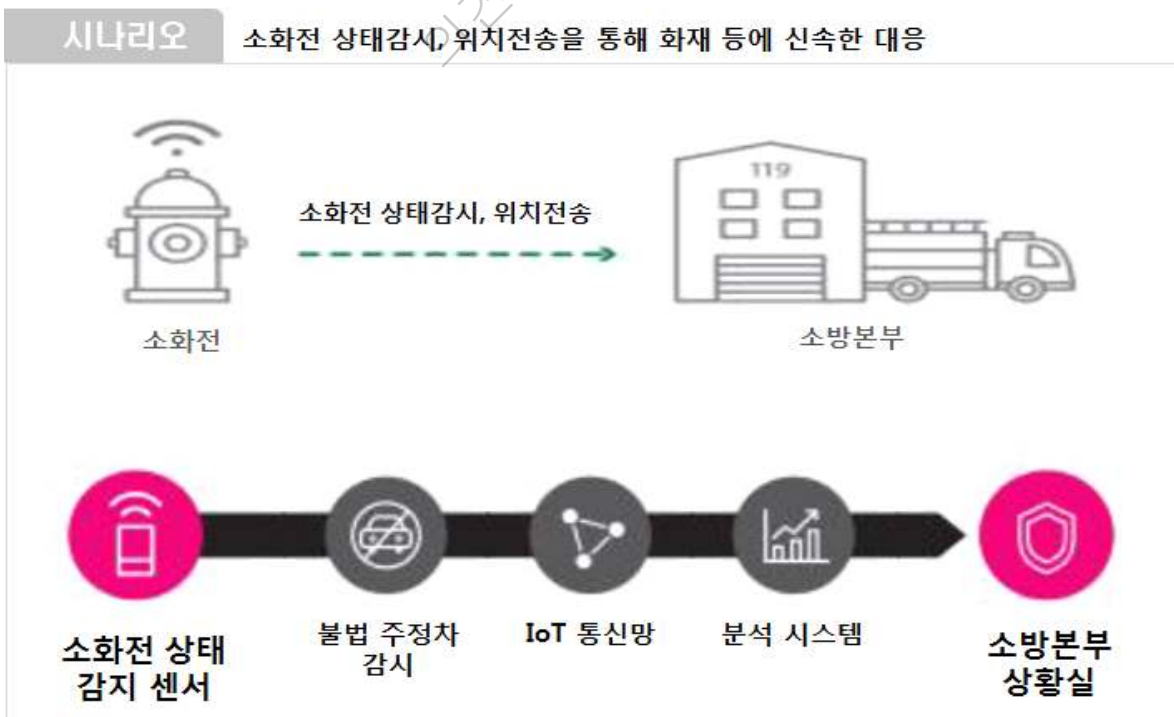 시나리오 소화전 상태감시, 위치전송을 통해 화재 등에 신속한 대응
119
소화전 상태감시, 위치전송
소화전
소방본부
불법 주정차
감시
IoT 통신망
분석 시스템
소화전 상태
감지 센서
소방본부
상황실